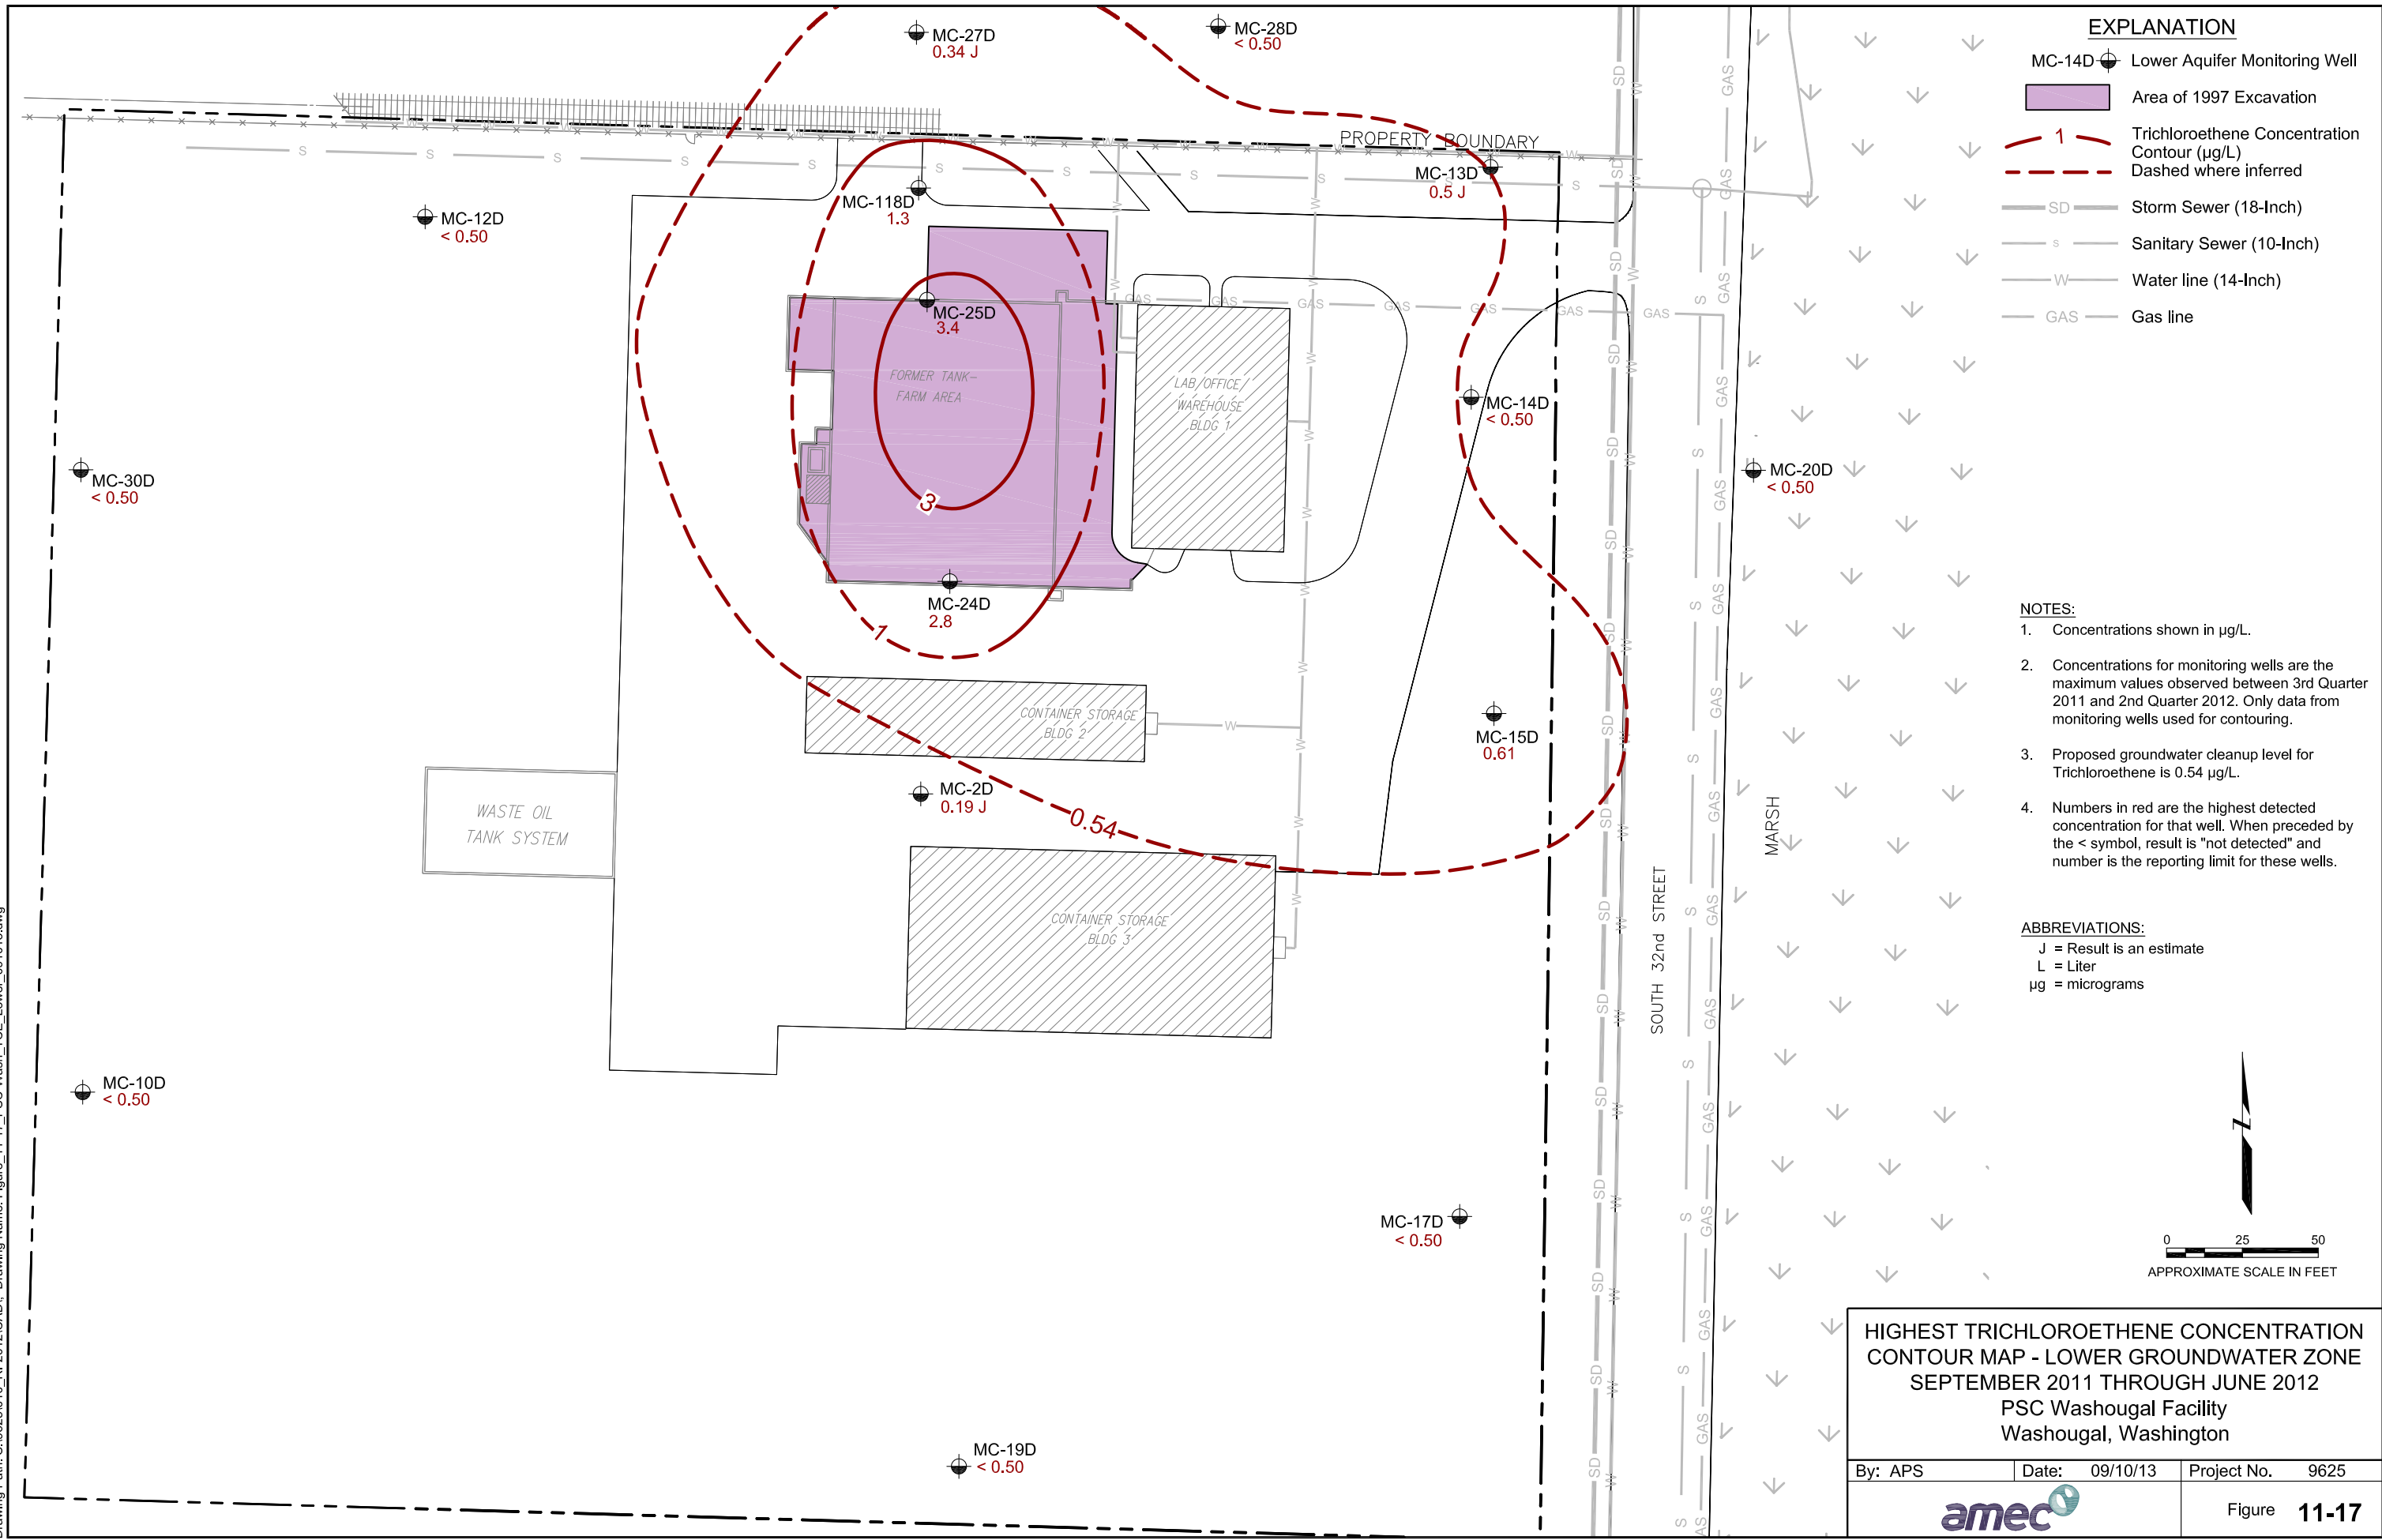 MC-27D
0.34 J
MC-28D
< 0.50
PROPERTY BOUNDARY
MC-13D
0.5 J
MC-118D
1.3
MC-12D
< 0.50
MC-25D
3.4
FORMER TANK-
FARM AREA
LAB/OFFICE/
WAREHOUSE
BLDG 1
MC-14D
< 0.50
MC-30D
< 0.50
MC-20D
< 0.50
3
MC-24D
2.8
1
CONTAINER STORAGE
BLDG 2
MC-15D
0.61
MC-2D
0.19 J
0.54
WASTE OIL
TANK SYSTEM
CONTAINER STORAGE
BLDG 3
MARSH
SOUTH 32nd STREET
MC-10D
< 0.50
MC-17D
< 0.50
MC-19D
< 0.50
EXPLANATION
MC-14D Lower Aquifer Monitoring Well
Area of 1997 Excavation
1 Trichloroethene Concentration
Contour (µg/L)
Dashed where inferred
SD Storm Sewer (18-Inch)
S Sanitary Sewer (10-Inch)
W Water line (14-Inch)
GAS Gas line
NOTES:
1. Concentrations shown in µg/L.
2. Concentrations for monitoring wells are the
maximum values observed between 3rd Quarter
2011 and 2nd Quarter 2012. Only data from
monitoring wells used for contouring.
3. Proposed groundwater cleanup level for
Trichloroethene is 0.54 µg/L.
4. Numbers in red are the highest detected
concentration for that well. When preceded by
the < symbol, result is "not detected" and
number is the reporting limit for these wells.
ABBREVIATIONS:
J = Result is an estimate
L = Liter
µg = micrograms
0 25 50
APPROXIMATE SCALE IN FEET
HIGHEST TRICHLOROETHENE CONCENTRATION
CONTOUR MAP - LOWER GROUNDWATER ZONE
SEPTEMBER 2011 THROUGH JUNE 2012
PSC Washougal Facility
Washougal, Washington
By: APS Date: 09/10/13 Project No. 9625
amec Figure 11-17